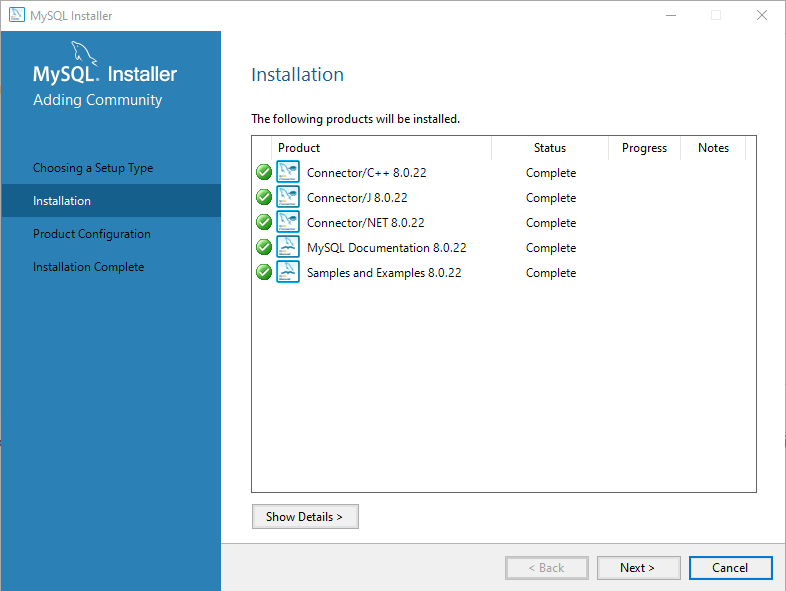 MySQL Installer
MySQL. Installer
Adding Community
Choosing a Setup Type
Installation
Product Configuration
Installation Complete
Installation
The following products will be installed.
Product Status Progress Notes
Connector/C++ 8.0.22 Complete
Connector/J 8.0.22 Complete
Connector/NET 8.0.22 Complete
MySQL Documentation 8.0.22 Complete
Samples and Examples 8.0.22 Complete
Show Details >
< Back Next > Cancel